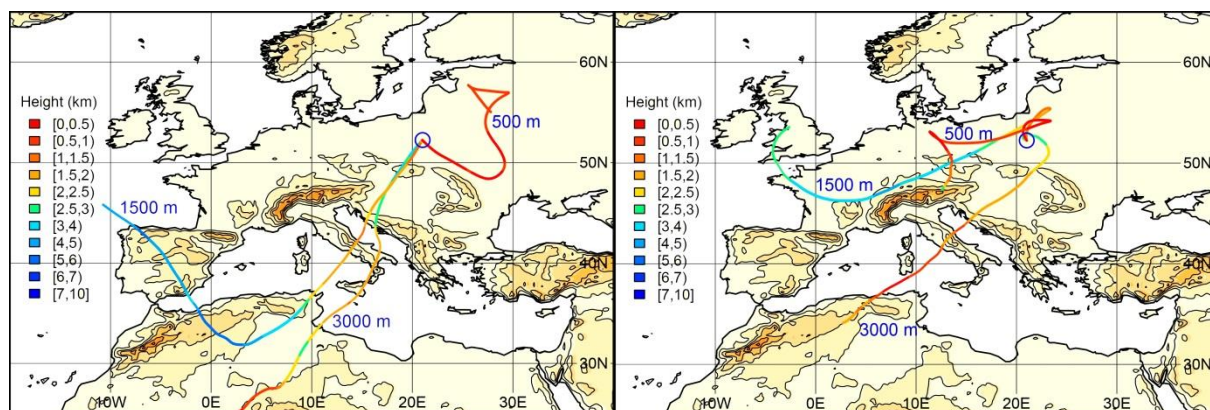 Height (km)
[0,0.5)
[0.5,1)
[1,1.5)
[1.5,2)
[2,2.5)
[2.5,3)
[3,4)
[4,5)
[5,6)
[6,7)
[7,10]
500 m
1500 m
3000 m
60N
50N
40N
30N
10W 0E 10E 20E 30E
Height (km)
[0,0.5)
[0.5,1)
[1,1.5)
[1.5,2)
[2,2.5)
[2.5,3)
[3,4)
[4,5)
[5,6)
[6,7)
[7,10]
500 m
1500 m
3000 m
60N
50N
40N
30N
10W 0E 10E 20E 30E